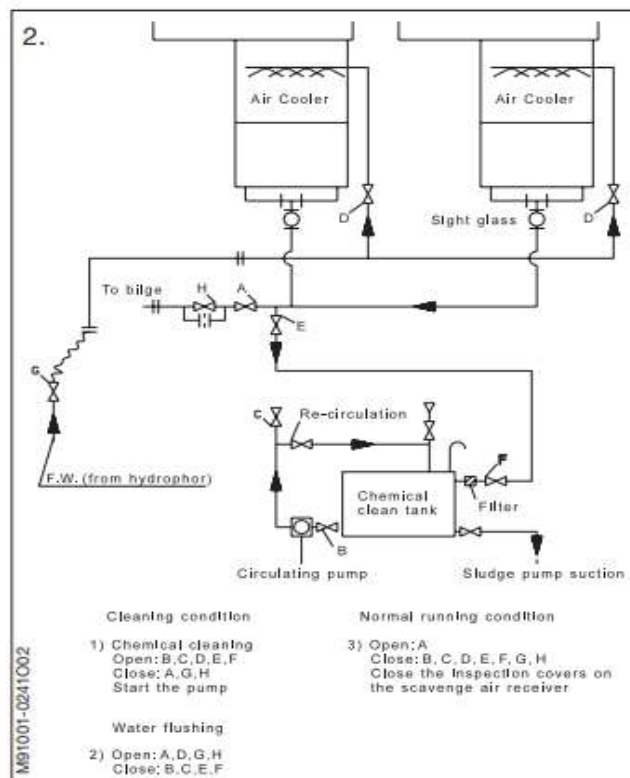 2.
Air Cooler
Air Cooler
D
D
Sight glass
To bilge
H
A
E
G
C
Re-circulation
F
F.W. (from hydrophor)
Chemical
clean tank
Filter
B
Circulating pump
Sludge pump suction
Cleaning condition
1) Chemical cleaning
Open: B,C,D,E,F
Close: A,G,H
Start the pump
Water flushing
2) Open: A,D,G,H
Close: B,C,E,F
Normal running condition
3) Open: A
Close: B, C, D, E, F, G, H
Close the inspection covers on
the scavenge air receiver
M91001-0241O02